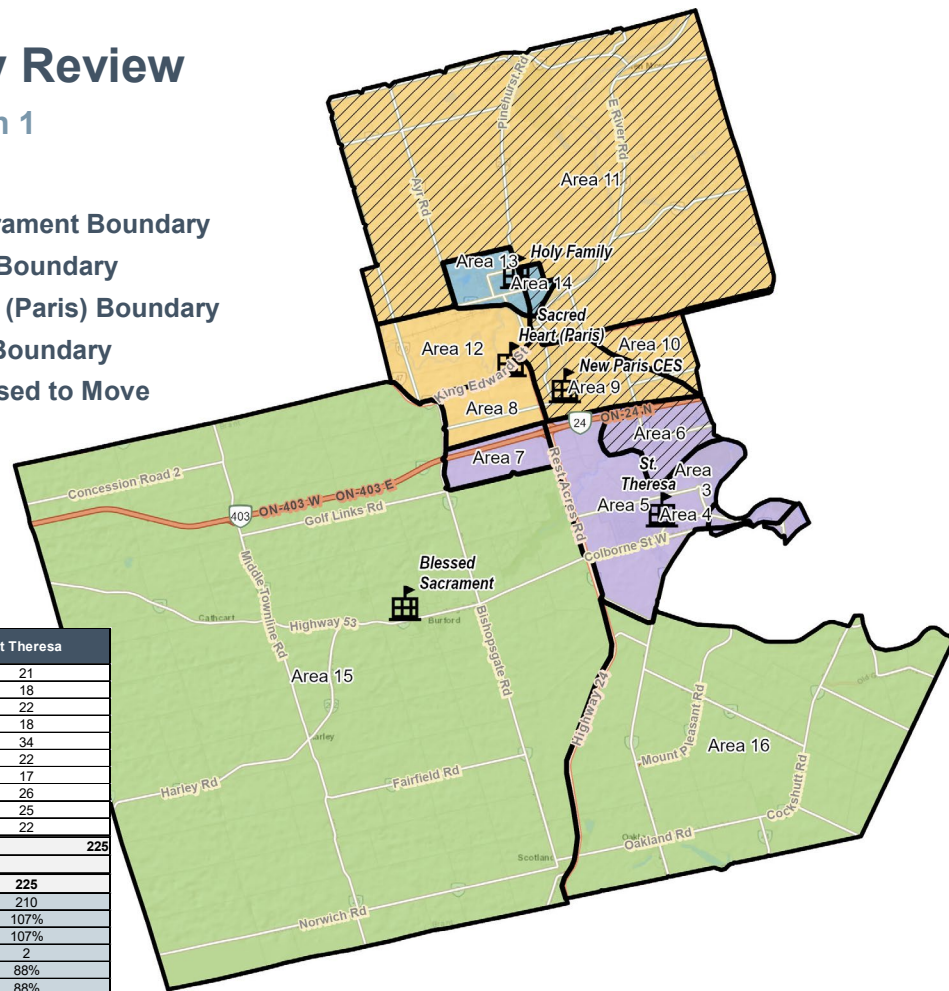 y Review
n 1
rament Boundary
Boundary
(Paris) Boundary
Boundary
sed to Move
Pinehurst Rd
E River Rd
Ayr Rd
Area 11
Holy Family
Area 13
Area 14
Sacred
Heart (Paris)
Area 12
Area 10
New Paris CES
King Edward St
Area 9
Area 8
24
ON-24 N
Area 6
Area 7
Rest Acres Rd
St.
Theresa
Area
3
Area 5
Area 4
Concession Road 2
ON-403 W
ON-403 E
403
Golf Links Rd
Colborne St W
Middle Townline Rd
Blessed
Sacrament
Cathcart
Highway 53
Burford
Bishopsgate Rd
Area 15
Highway 24
Mount Pleasant Rd
Area 16
Harley Rd
Fairfield Rd
Cockshutt Rd
Oakland Rd
Scotland
Norwich Rd
t Theresa
21
18
22
18
34
22
17
26
25
22
225
225
210
107%
107%
2
88%
88%